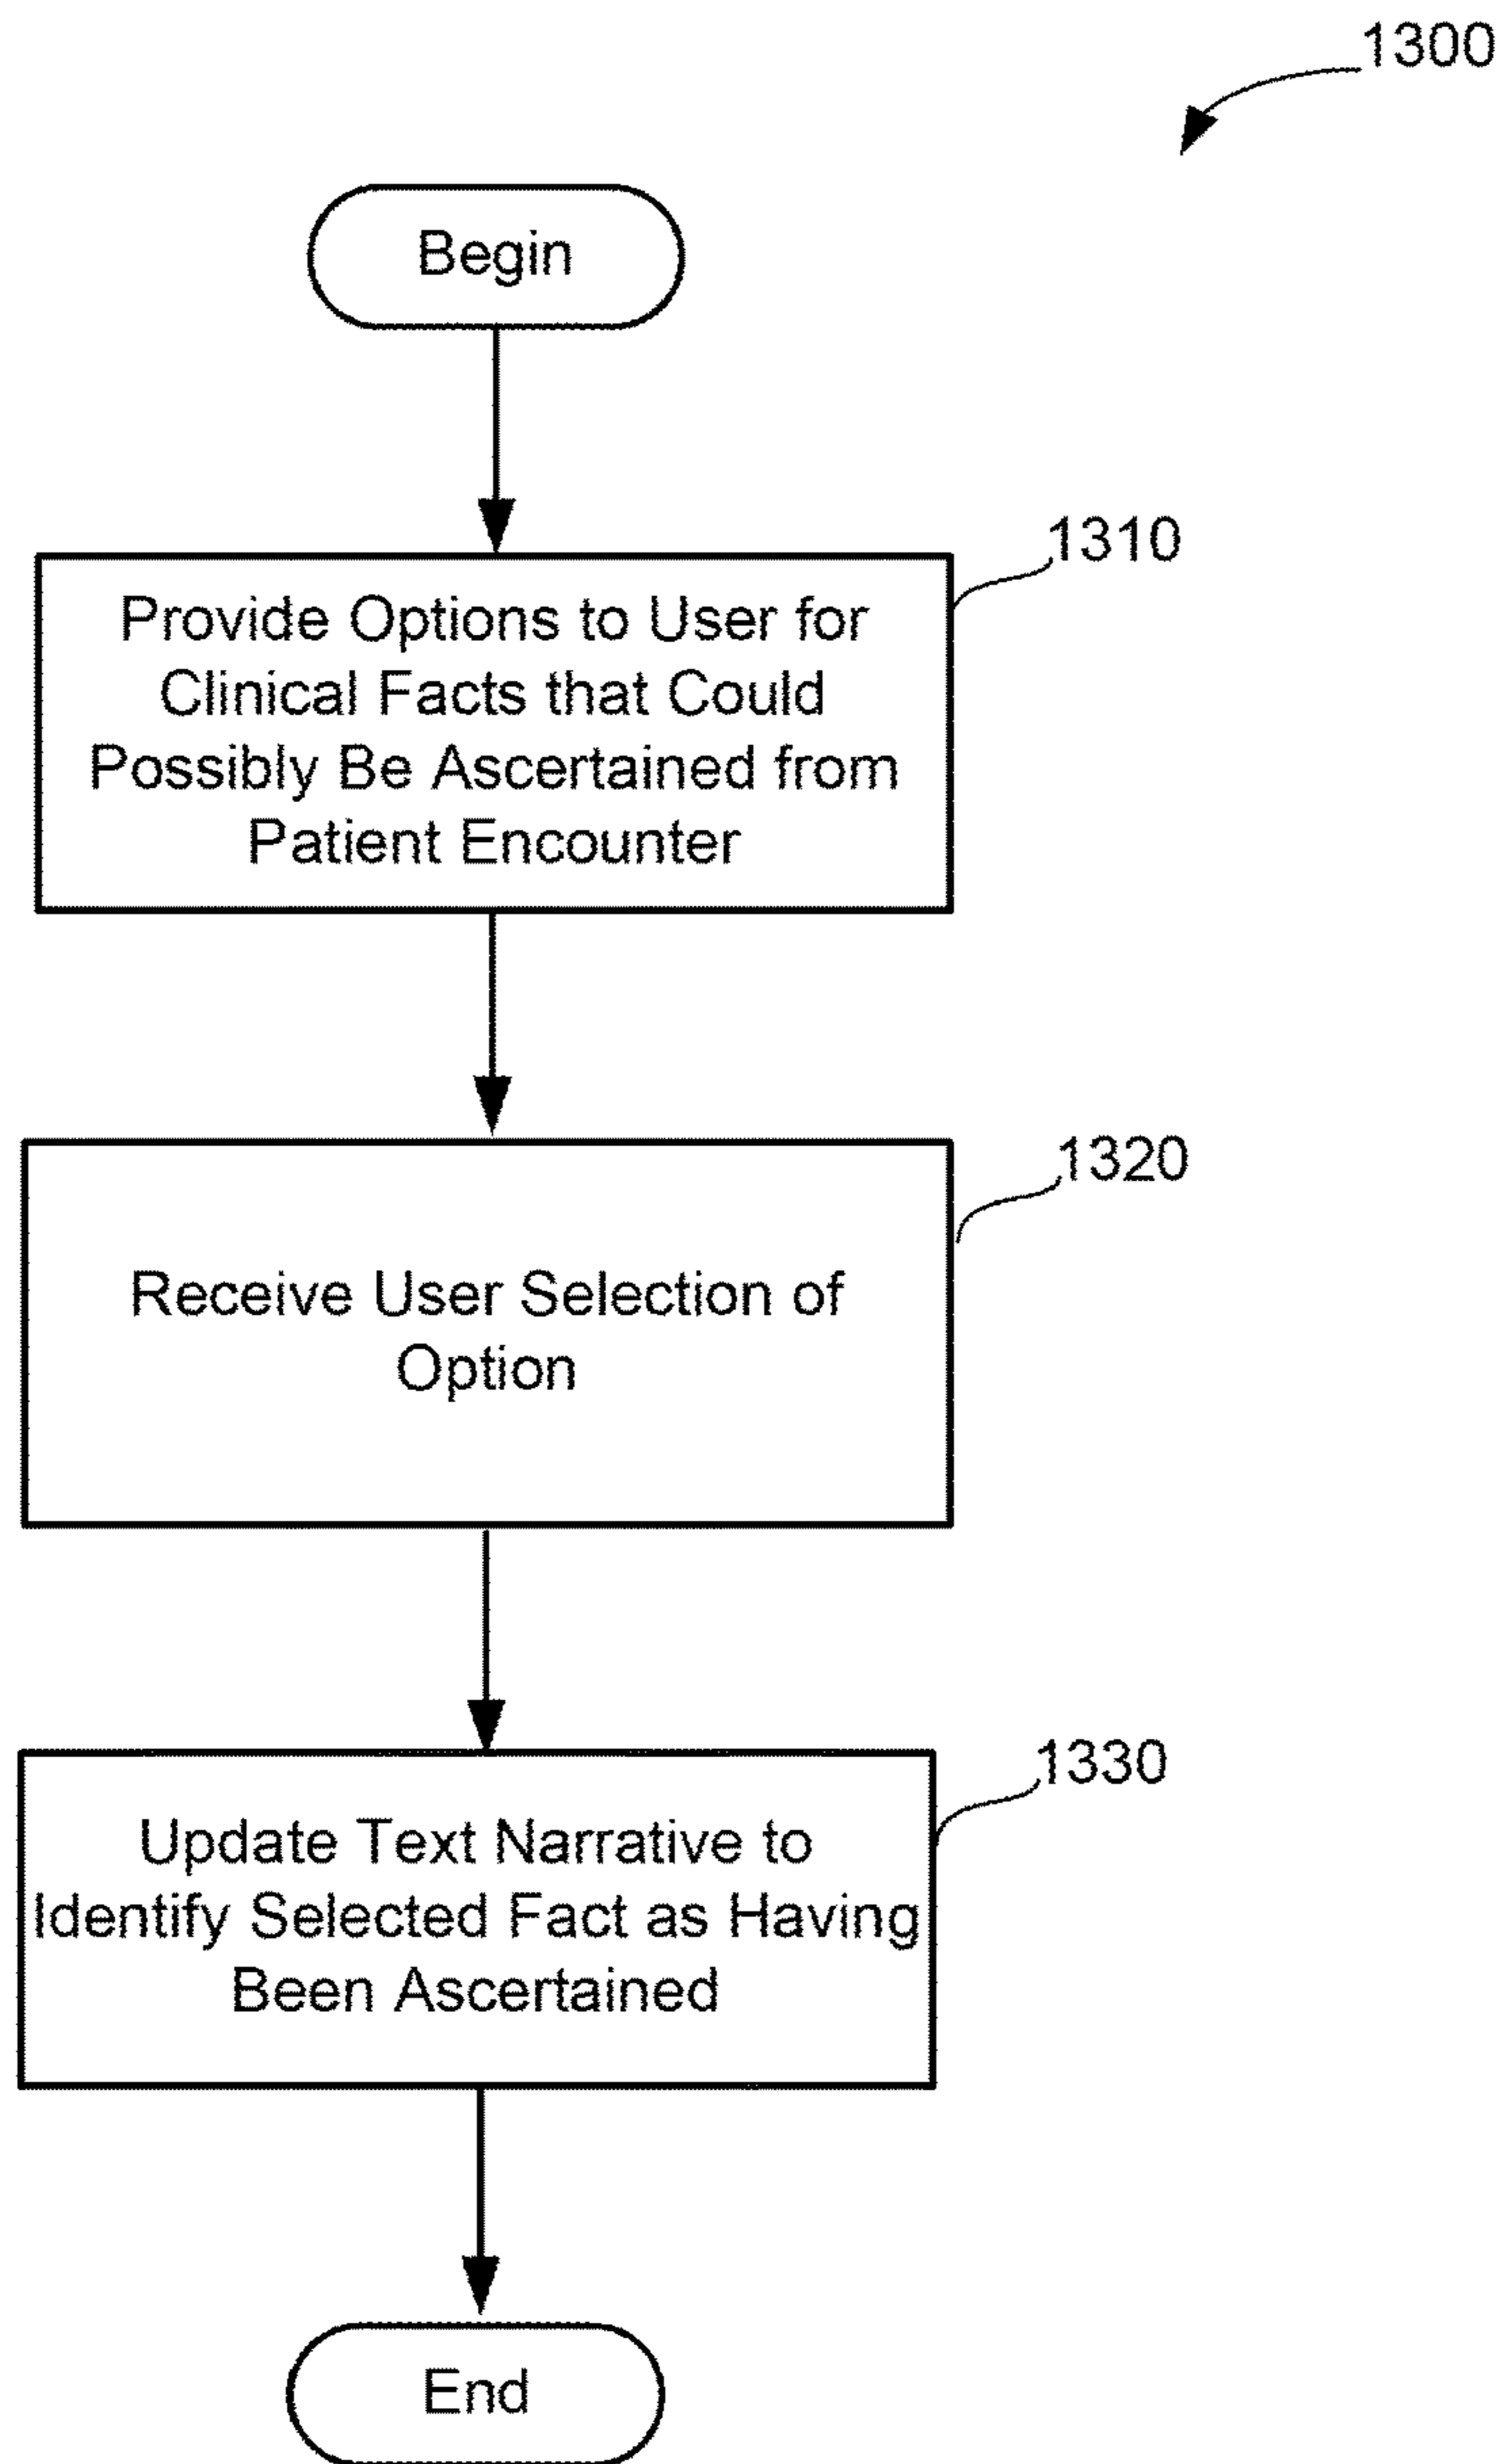 1300
Begin
1310
Provide Options to User for
Clinical Facts that Could
Possibly Be Ascertained from
Patient Encounter
1320
Receive User Selection of
Option
1330
Update Text Narrative to
Identify Selected Fact as Having
Been Ascertained
End